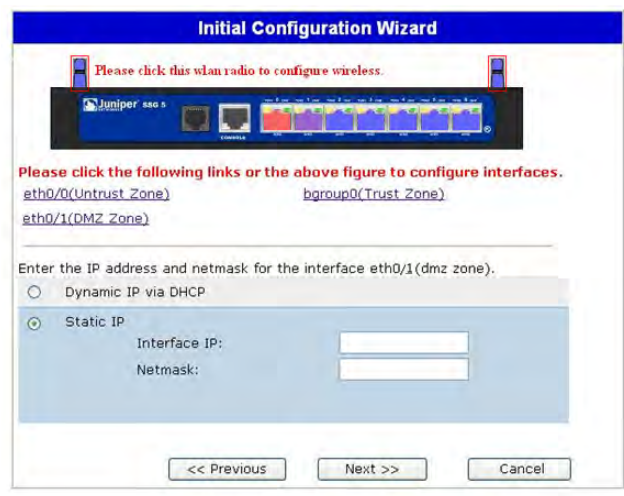 Initial Configuration Wizard
Please click this wlan radio to configure wireless.
Juniper SSG 5
CONSOLE
Please click the following links or the above figure to configure interfaces.
eth0/0(Untrust Zone) bgroup0(Trust Zone)
eth0/1(DMZ Zone)
Enter the IP address and netmask for the interface eth0/1(dmz zone).
Dynamic IP via DHCP
Static IP
Interface IP:
Netmask:
<< Previous Next >> Cancel